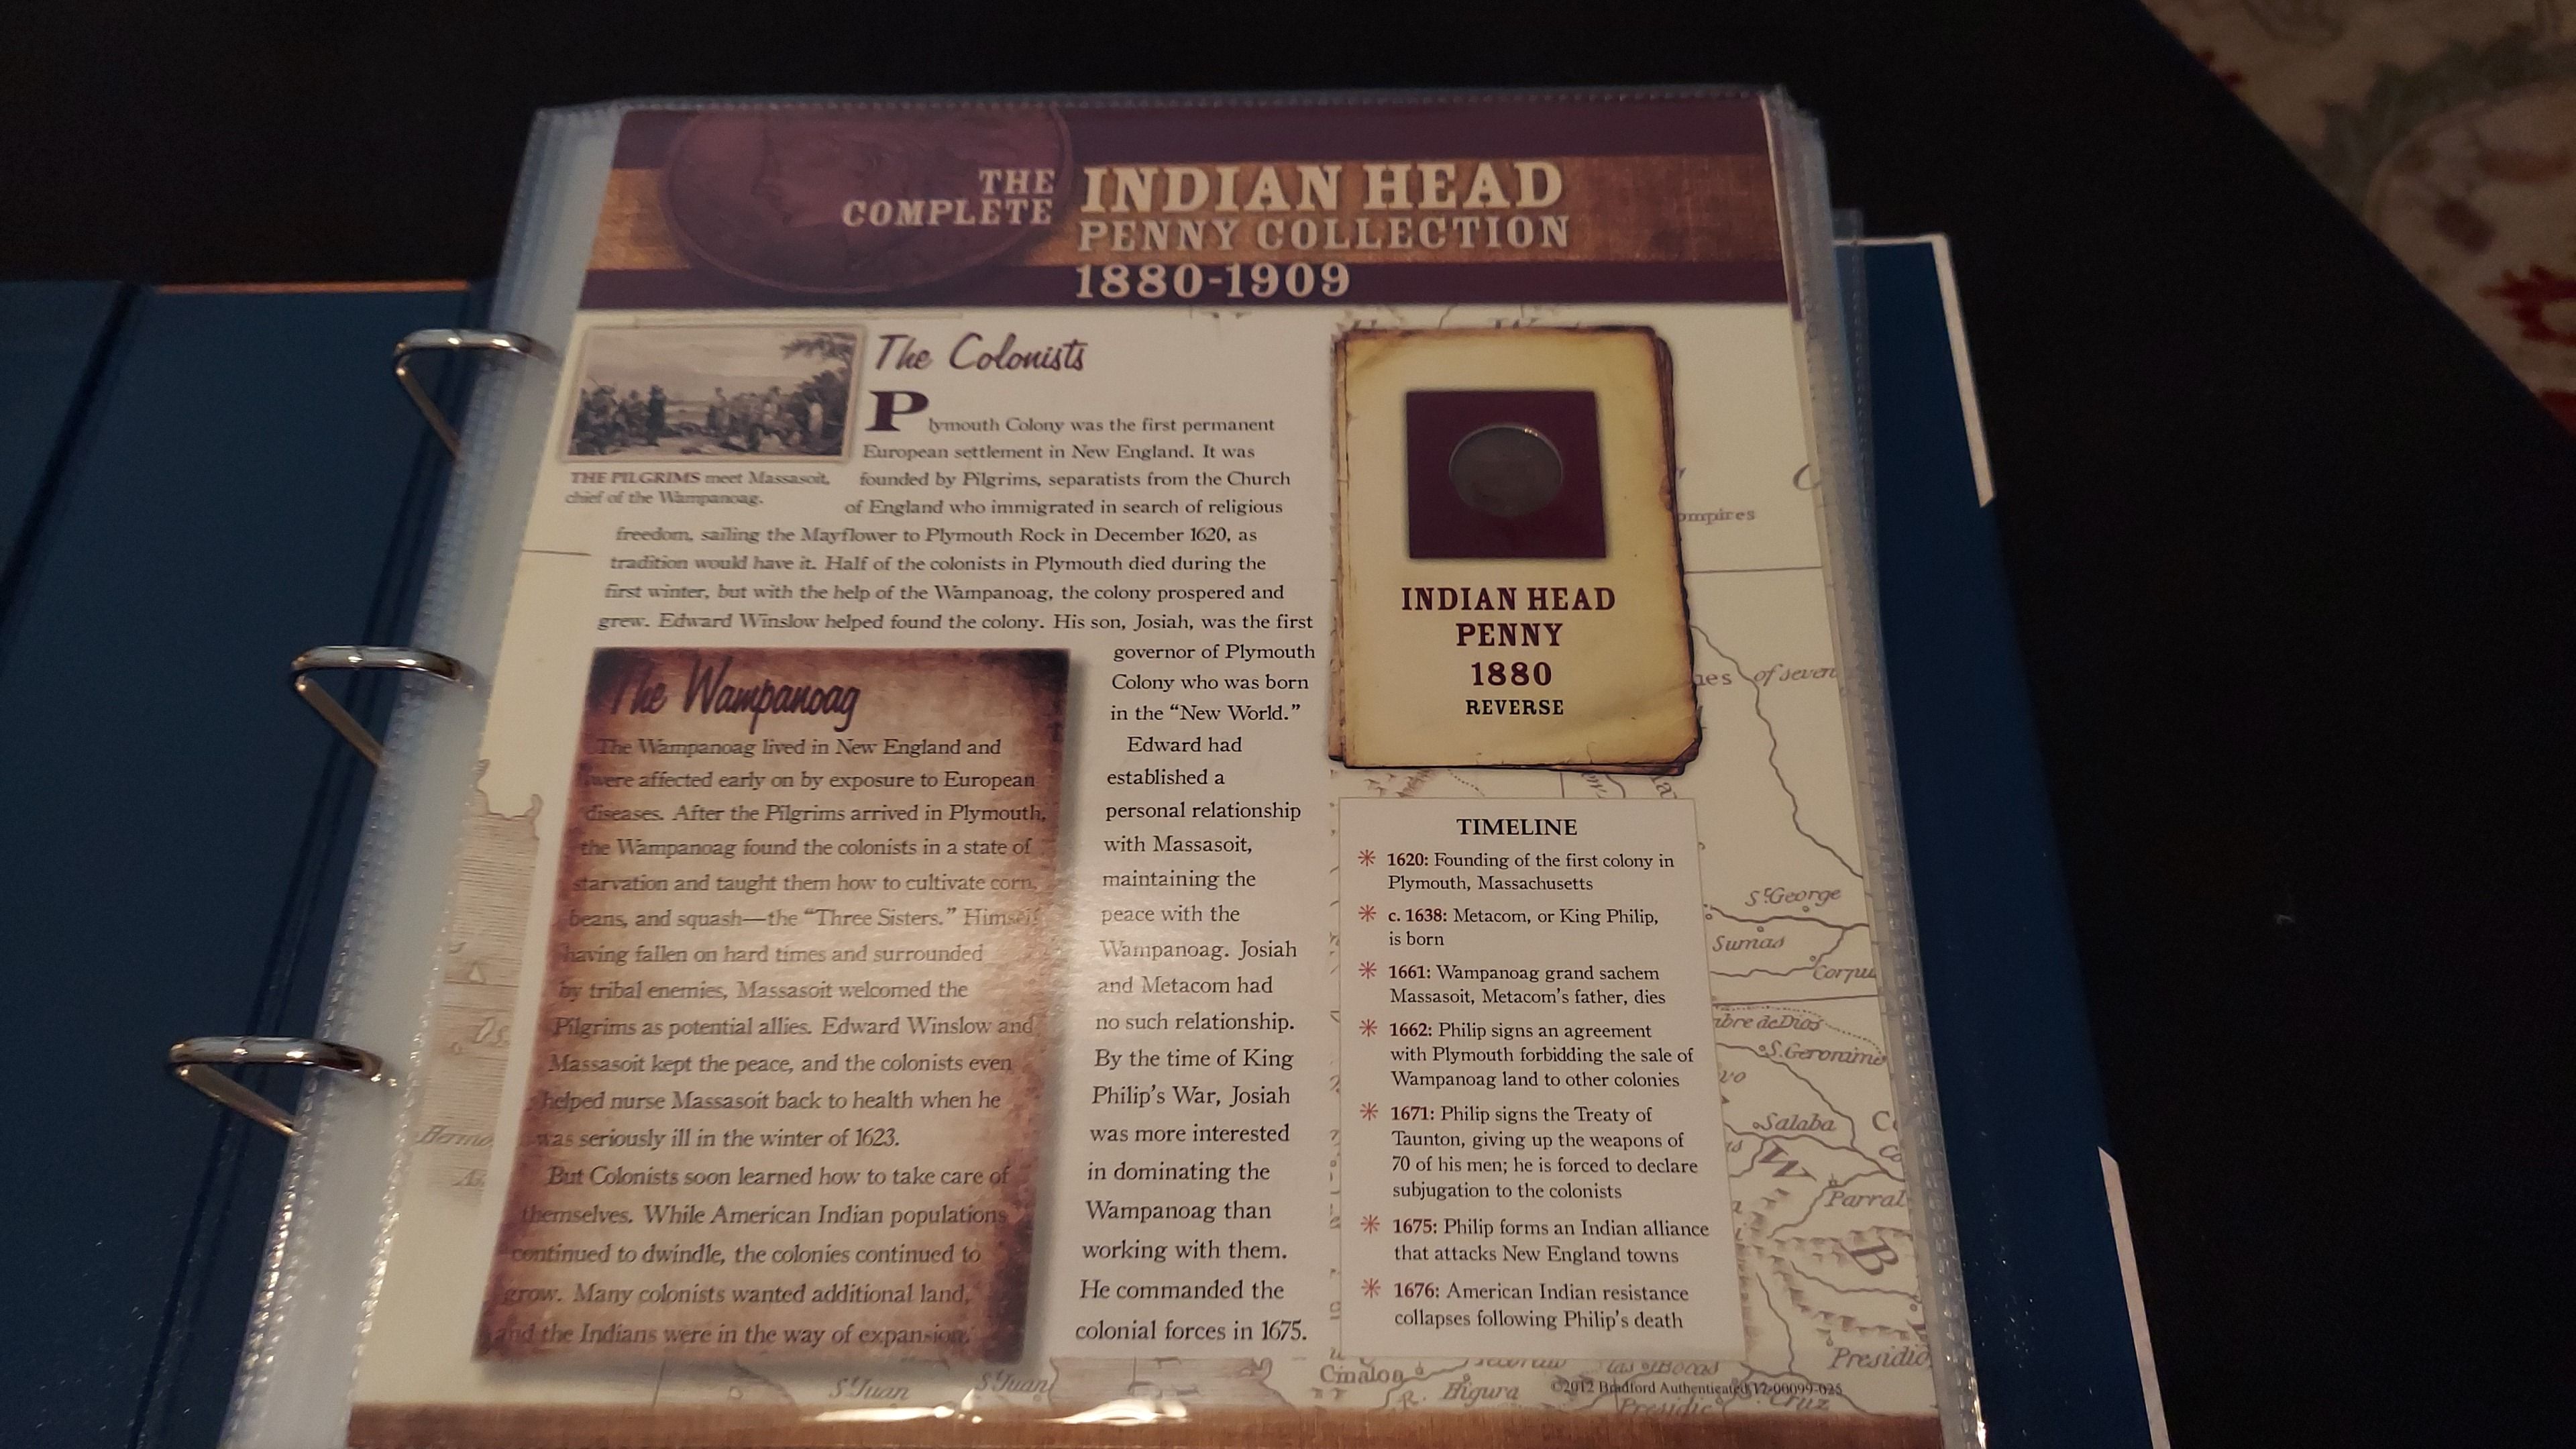 THE
COMPLETE
INDIAN HEAD
PENNY COLLECTION
1880-1909
The Colonists
Plymouth Colony was the first permanent
European settlement in New England. It was
founded by Pilgrims, separatists from the Church
of England who immigrated in search of religious
freedom, sailing the Mayflower to Plymouth Rock in December 1620, as
tradition would have it. Half of the colonists in Plymouth died during the
first winter, but with the help of the Wampanoag, the colony prospered and
grew. Edward Winslow helped found the colony. His son, Josiah, was the first
governor of Plymouth
Colony who was born
in the “New World.”
Edward had
established a
personal relationship
with Massasoit,
maintaining the
peace with the
Wampanoag. Josiah
and Metacom had
no such relationship.
By the time of King
Philip’s War, Josiah
was more interested
in dominating the
Wampanoag than
working with them.
He commanded the
colonial forces in 1675.
THE PILGRIMS meet Massasoit,
chief of the Wampanoag.
The Wampanoag
The Wampanoag lived in New England and
were affected early on by exposure to European
diseases. After the Pilgrims arrived in Plymouth,
the Wampanoag found the colonists in a state of
starvation and taught them how to cultivate corn,
beans, and squash—the “Three Sisters.” Himself
having fallen on hard times and surrounded
by tribal enemies, Massasoit welcomed the
Pilgrims as potential allies. Edward Winslow and
Massasoit kept the peace, and the colonists even
helped nurse Massasoit back to health when he
was seriously ill in the winter of 1623.
But Colonists soon learned how to take care of
themselves. While American Indian populations
continued to dwindle, the colonies continued to
grow. Many colonists wanted additional land,
and the Indians were in the way of expansion.
INDIAN HEAD
PENNY
1880
REVERSE
TIMELINE
1620: Founding of the first colony in
Plymouth, Massachusetts
c. 1638: Metacom, or King Philip,
is born
1661: Wampanoag grand sachem
Massasoit, Metacom’s father, dies
1662: Philip signs an agreement
with Plymouth forbidding the sale of
Wampanoag land to other colonies
1671: Philip signs the Treaty of
Taunton, giving up the weapons of
70 of his men; he is forced to declare
subjugation to the colonists
1675: Philip forms an Indian alliance
that attacks New England towns
1676: American Indian resistance
collapses following Philip’s death
of seven
St George
Sumas
bre de Dios
S. Geronimo
Salaba
Parral
Presidio
Cinaloa
R. Higura
St Juan
St Juan
Cruz
©2012 Bradford Authenticated 17-00099-025